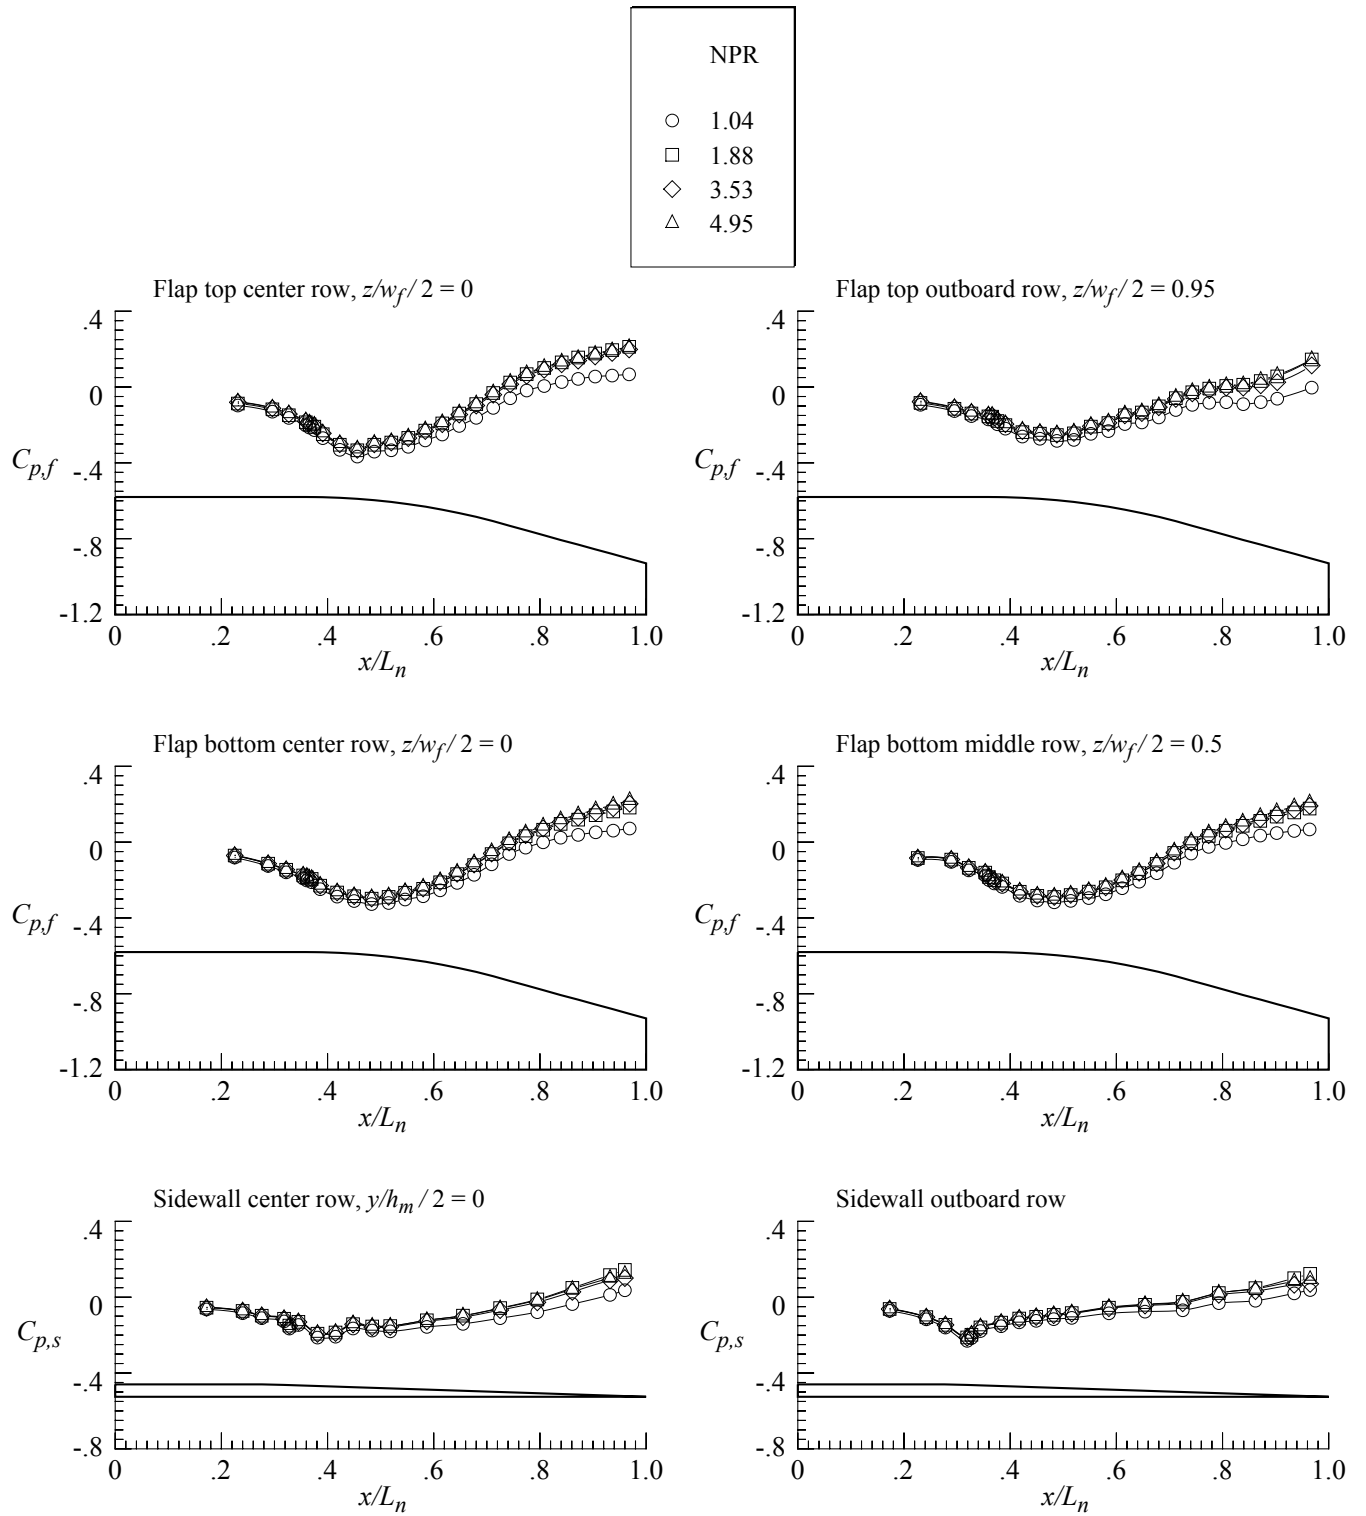 NPR
1.04
1.88
3.53
4.95
Flap top center row, z/w_f / 2 = 0
.4
0
-.4
-.8
-1.2
C_p,f
0 .2 .4 .6 .8 1.0
x/L_n
Flap top outboard row, z/w_f / 2 = 0.95
.4
0
-.4
-.8
-1.2
C_p,f
0 .2 .4 .6 .8 1.0
x/L_n
Flap bottom center row, z/w_f / 2 = 0
.4
0
-.4
-.8
-1.2
C_p,f
0 .2 .4 .6 .8 1.0
x/L_n
Flap bottom middle row, z/w_f / 2 = 0.5
.4
0
-.4
-.8
-1.2
C_p,f
0 .2 .4 .6 .8 1.0
x/L_n
Sidewall center row, y/h_m / 2 = 0
.4
0
-.4
-.8
C_p,s
0 .2 .4 .6 .8 1.0
x/L_n
Sidewall outboard row
.4
0
-.4
-.8
C_p,s
0 .2 .4 .6 .8 1.0
x/L_n